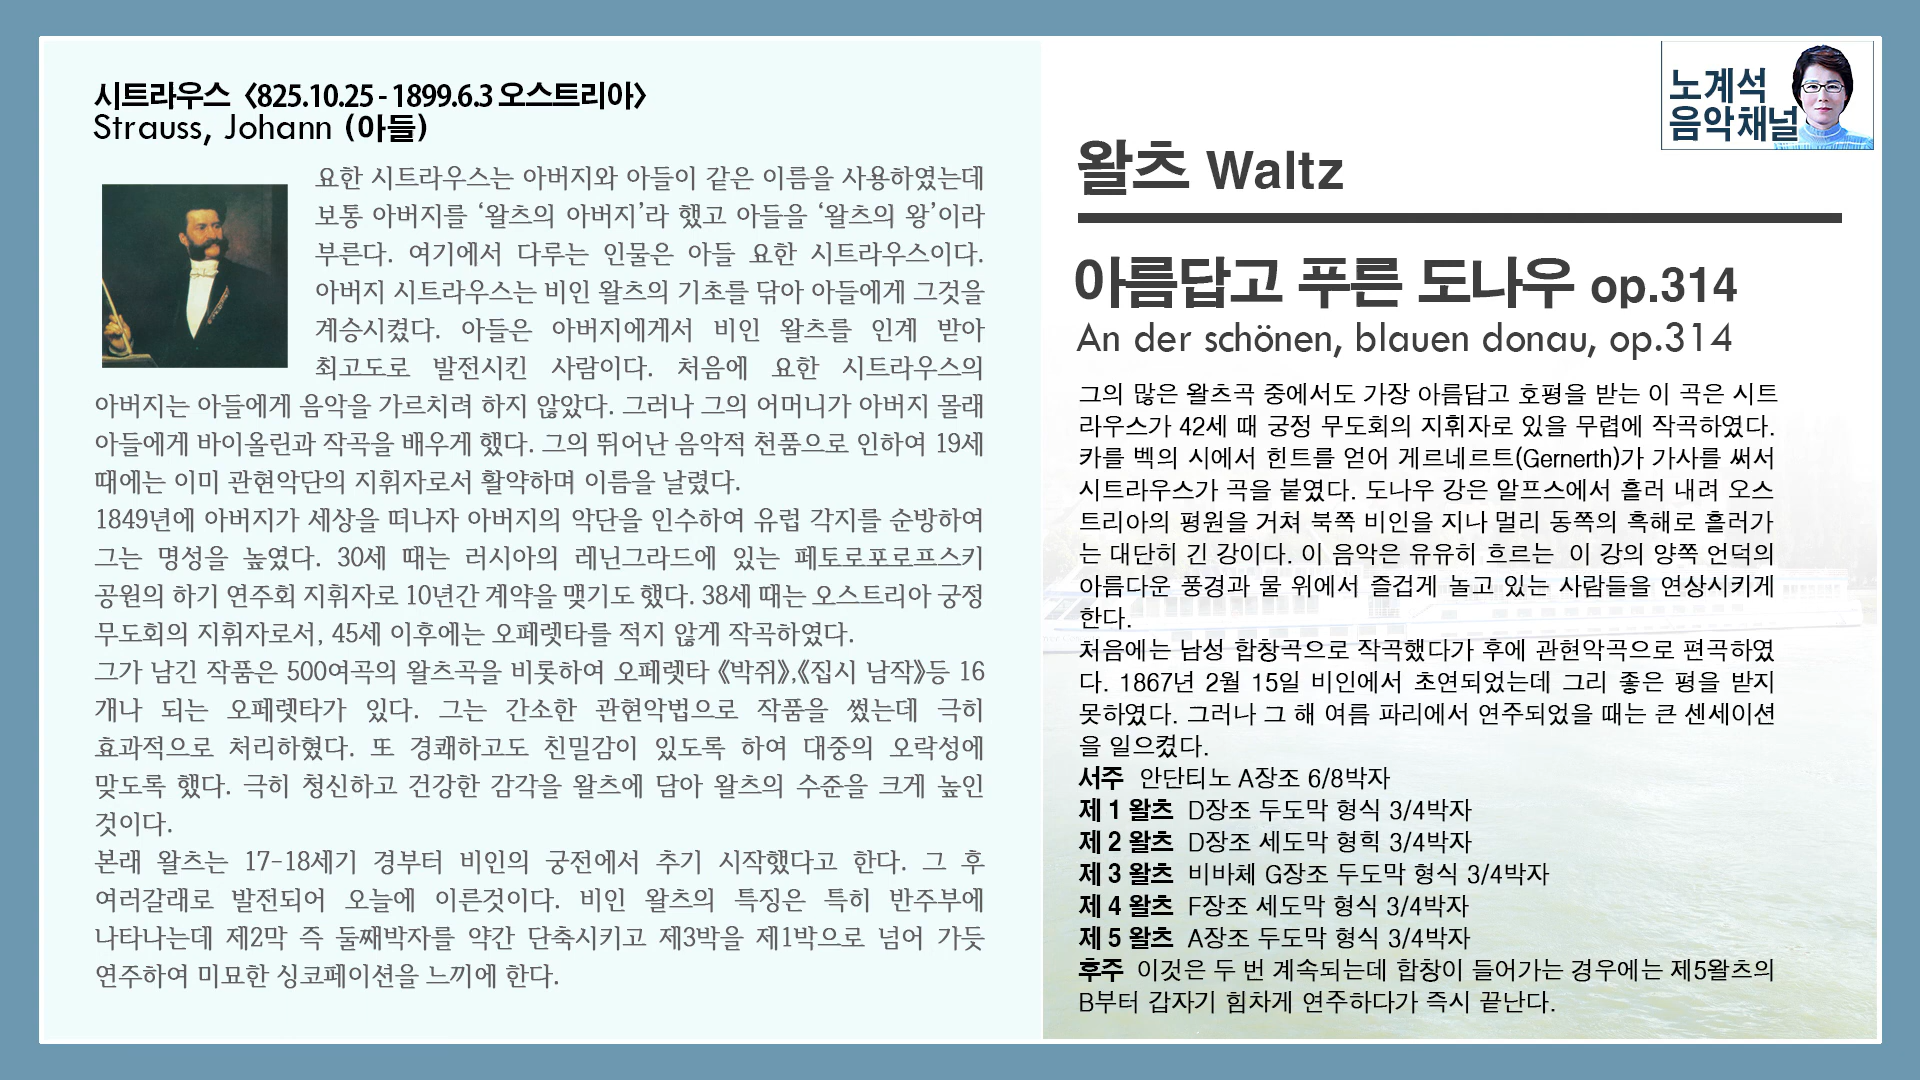 시트라우스 〈825.10.25 - 1899.6.3 오스트리아〉
Strauss, Johann (아들)
요한 시트라우스는 아버지와 아들이 같은 이름을 사용하였는데
보통 아버지를 ‘왈츠의 아버지’라 했고 아들을 ‘왈츠의 왕’이라
부른다. 여기에서 다루는 인물은 아들 요한 시트라우스이다.
아버지 시트라우스는 비인 왈츠의 기초를 닦아 아들에게 그것을
계승시켰다. 아들은 아버지에게서 비인 왈츠를 인계 받아
최고도로 발전시킨 사람이다. 처음에 요한 시트라우스의
아버지는 아들에게 음악을 가르치려 하지 않았다. 그러나 그의 어머니가 아버지 몰래
아들에게 바이올린과 작곡을 배우게 했다. 그의 뛰어난 음악적 천품으로 인하여 19세
때에는 이미 관현악단의 지휘자로서 활약하며 이름을 날렸다.
1849년에 아버지가 세상을 떠나자 아버지의 악단을 인수하여 유럽 각지를 순방하여
그는 명성을 높였다. 30세 때는 러시아의 레닌그라드에 있는 페토로포로프스키
공원의 하기 연주회 지휘자로 10년간 계약을 맺기도 했다. 38세 때는 오스트리아 궁정
무도회의 지휘자로서, 45세 이후에는 오페렛타를 적지 않게 작곡하였다.
그가 남긴 작품은 500여곡의 왈츠곡을 비롯하여 오페렛타 《박쥐》,《집시 남작》등 16
개나 되는 오페렛타가 있다. 그는 간소한 관현악법으로 작품을 썼는데 극히
효과적으로 처리하혔다. 또 경쾌하고도 친밀감이 있도록 하여 대중의 오락성에
맞도록 했다. 극히 청신하고 건강한 감각을 왈츠에 담아 왈츠의 수준을 크게 높인
것이다.
본래 왈츠는 17-18세기 경부터 비인의 궁전에서 추기 시작했다고 한다. 그 후
여러갈래로 발전되어 오늘에 이른것이다. 비인 왈츠의 특징은 특히 반주부에
나타나는데 제2막 즉 둘째박자를 약간 단축시키고 제3박을 제1박으로 넘어 가듯
연주하여 미묘한 싱코페이션을 느끼에 한다.
노계석
음악채널
왈츠 Waltz
아름답고 푸른 도나우 op.314
An der schönen, blauen donau, op.314
그의 많은 왈츠곡 중에서도 가장 아름답고 호평을 받는 이 곡은 시트
라우스가 42세 때 궁정 무도회의 지휘자로 있을 무렵에 작곡하였다.
카를 벡의 시에서 힌트를 얻어 게르네르트(Gernerth)가 가사를 써서
시트라우스가 곡을 붙였다. 도나우 강은 알프스에서 흘러 내려 오스
트리아의 평원을 거쳐 북쪽 비인을 지나 멀리 동쪽의 흑해로 흘러가
는 대단히 긴 강이다. 이 음악은 유유히 흐르는 이 강의 양쪽 언덕의
아름다운 풍경과 물 위에서 즐겁게 놀고 있는 사람들을 연상시키게
한다.
처음에는 남성 합창곡으로 작곡했다가 후에 관현악곡으로 편곡하였
다. 1867년 2월 15일 비인에서 초연되었는데 그리 좋은 평을 받지
못하였다. 그러나 그 해 여름 파리에서 연주되었을 때는 큰 센세이션
을 일으켰다.
서주 안단티노 A장조 6/8박자
제 1 왈츠 D장조 두도막 형식 3/4박자
제 2 왈츠 D장조 세도막 형힉 3/4박자
제 3 왈츠 비바체 G장조 두도막 형식 3/4박자
제 4 왈츠 F장조 세도막 형식 3/4박자
제 5 왈츠 A장조 두도막 형식 3/4박자
후주 이것은 두 번 계속되는데 합창이 들어가는 경우에는 제5왈츠의
B부터 갑자기 힘차게 연주하다가 즉시 끝난다.